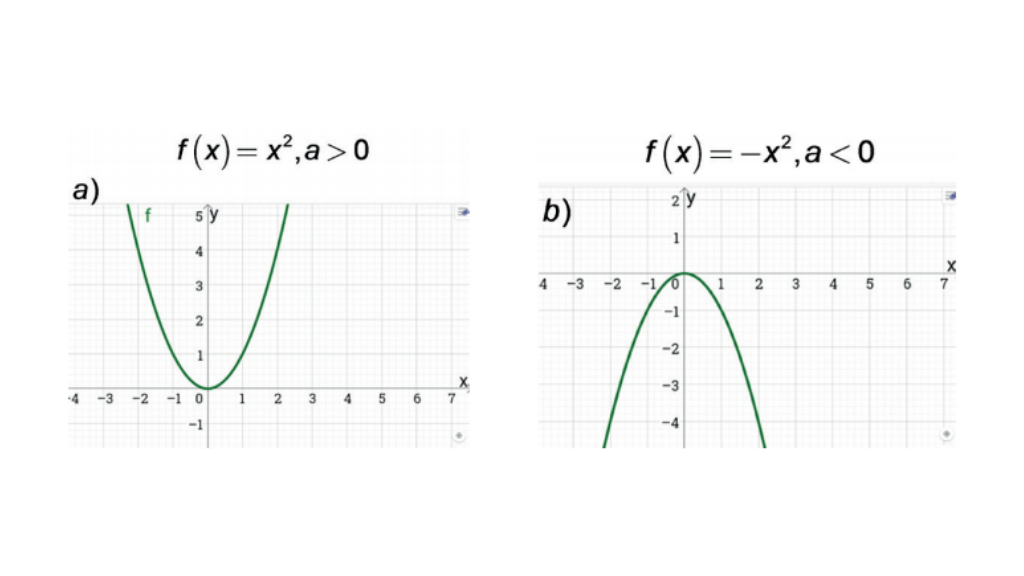 f(x) = x², a > 0
a)
f
y
5
4
3
2
1
x
-4 −3 −2 −1 0 1 2 3 4 5 6 7
−1
f(x) = −x², a < 0
b)
y
2
1
x
4 −3 −2 −1 0 1 2 3 4 5 6 7
−1
−2
−3
−4